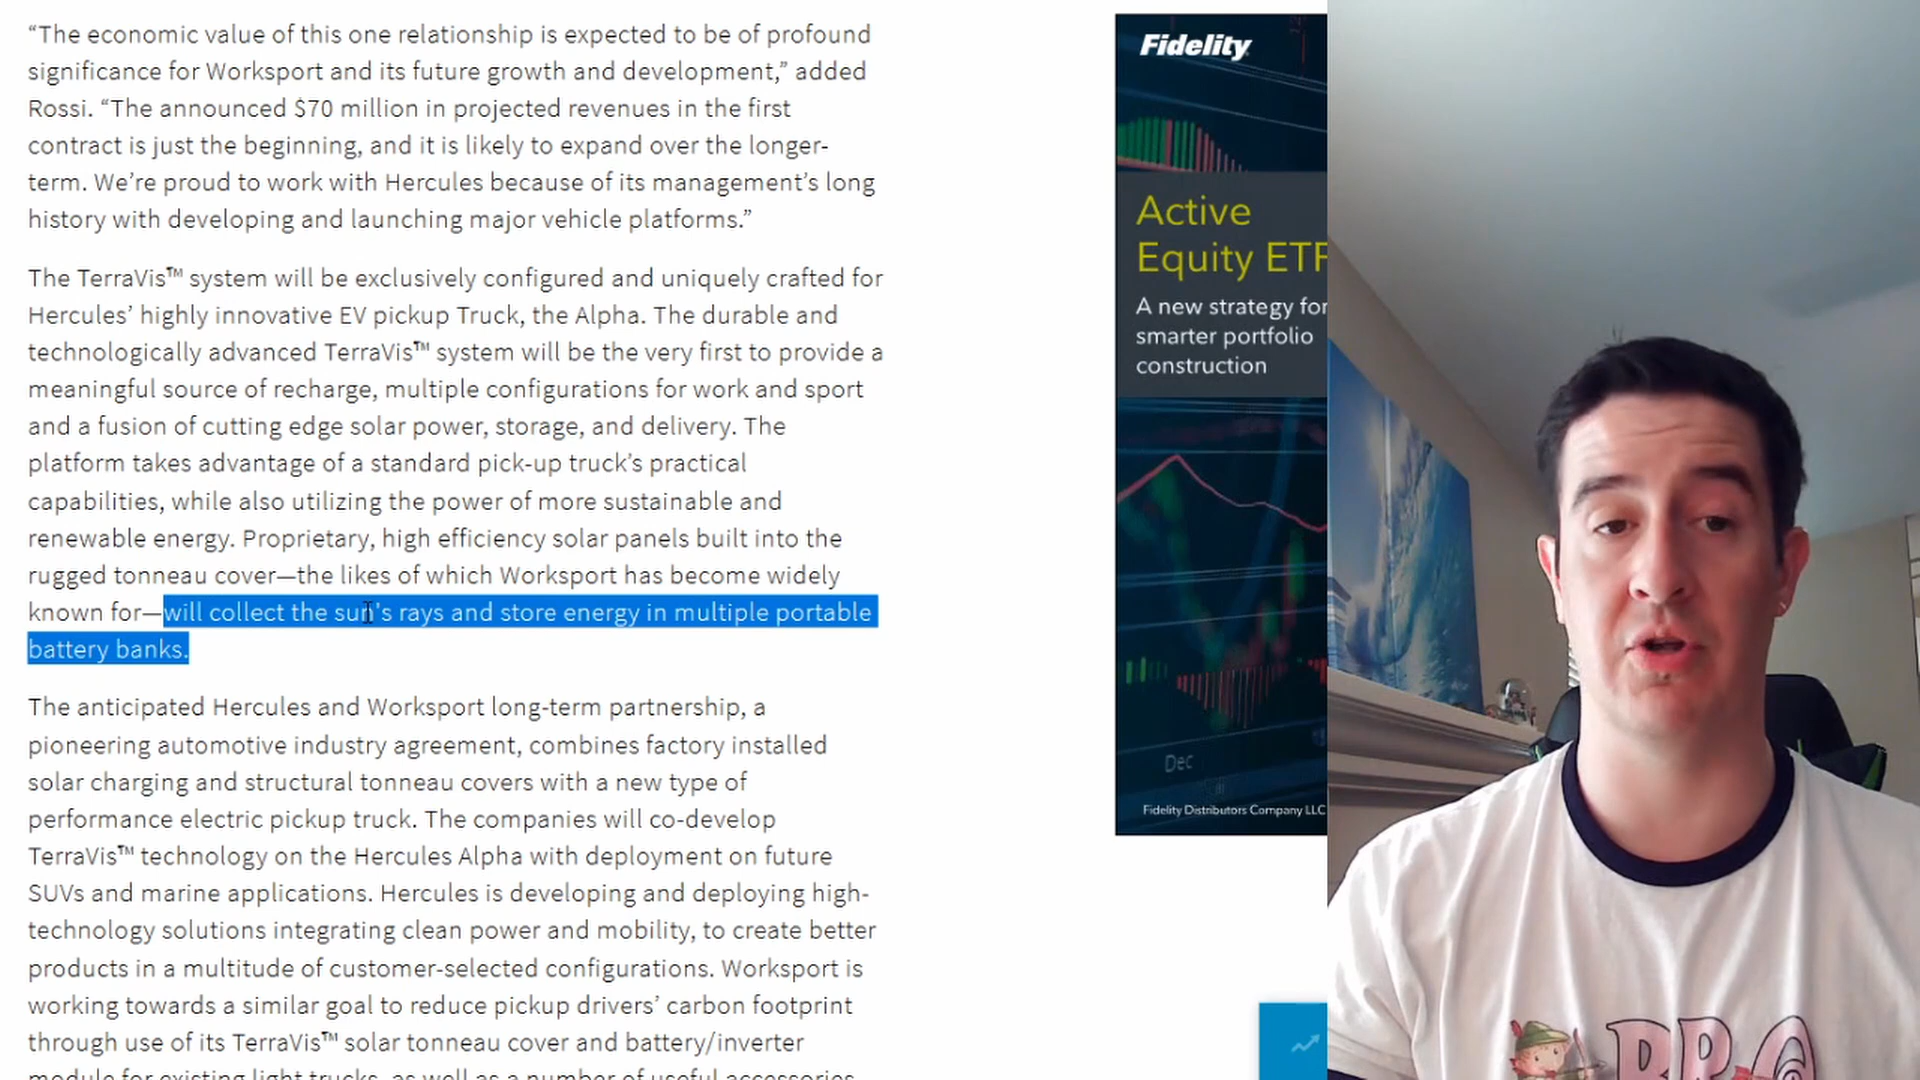 “The economic value of this one relationship is expected to be of profound
significance for Worksport and its future growth and development,” added
Rossi. “The announced $70 million in projected revenues in the first
contract is just the beginning, and it is likely to expand over the longer-
term. We’re proud to work with Hercules because of its management’s long
history with developing and launching major vehicle platforms.”
The TerraVis™ system will be exclusively configured and uniquely crafted for
Hercules’ highly innovative EV pickup Truck, the Alpha. The durable and
technologically advanced TerraVis™ system will be the very first to provide a
meaningful source of recharge, multiple configurations for work and sport
and a fusion of cutting edge solar power, storage, and delivery. The
platform takes advantage of a standard pick-up truck’s practical
capabilities, while also utilizing the power of more sustainable and
renewable energy. Proprietary, high efficiency solar panels built into the
rugged tonneau cover—the likes of which Worksport has become widely
known for—will collect the sun’s rays and store energy in multiple portable
battery banks.
The anticipated Hercules and Worksport long-term partnership, a
pioneering automotive industry agreement, combines factory installed
solar charging and structural tonneau covers with a new type of
performance electric pickup truck. The companies will co-develop
TerraVis™ technology on the Hercules Alpha with deployment on future
SUVs and marine applications. Hercules is developing and deploying high-
technology solutions integrating clean power and mobility, to create better
products in a multitude of customer-selected configurations. Worksport is
working towards a similar goal to reduce pickup drivers’ carbon footprint
through use of its TerraVis™ solar tonneau cover and battery/inverter
module for existing light trucks, as well as a number of useful accessories
Fidelity
Active
Equity ETF
A new strategy for
smarter portfolio
construction
Dec
Fidelity Distributors Company LLC